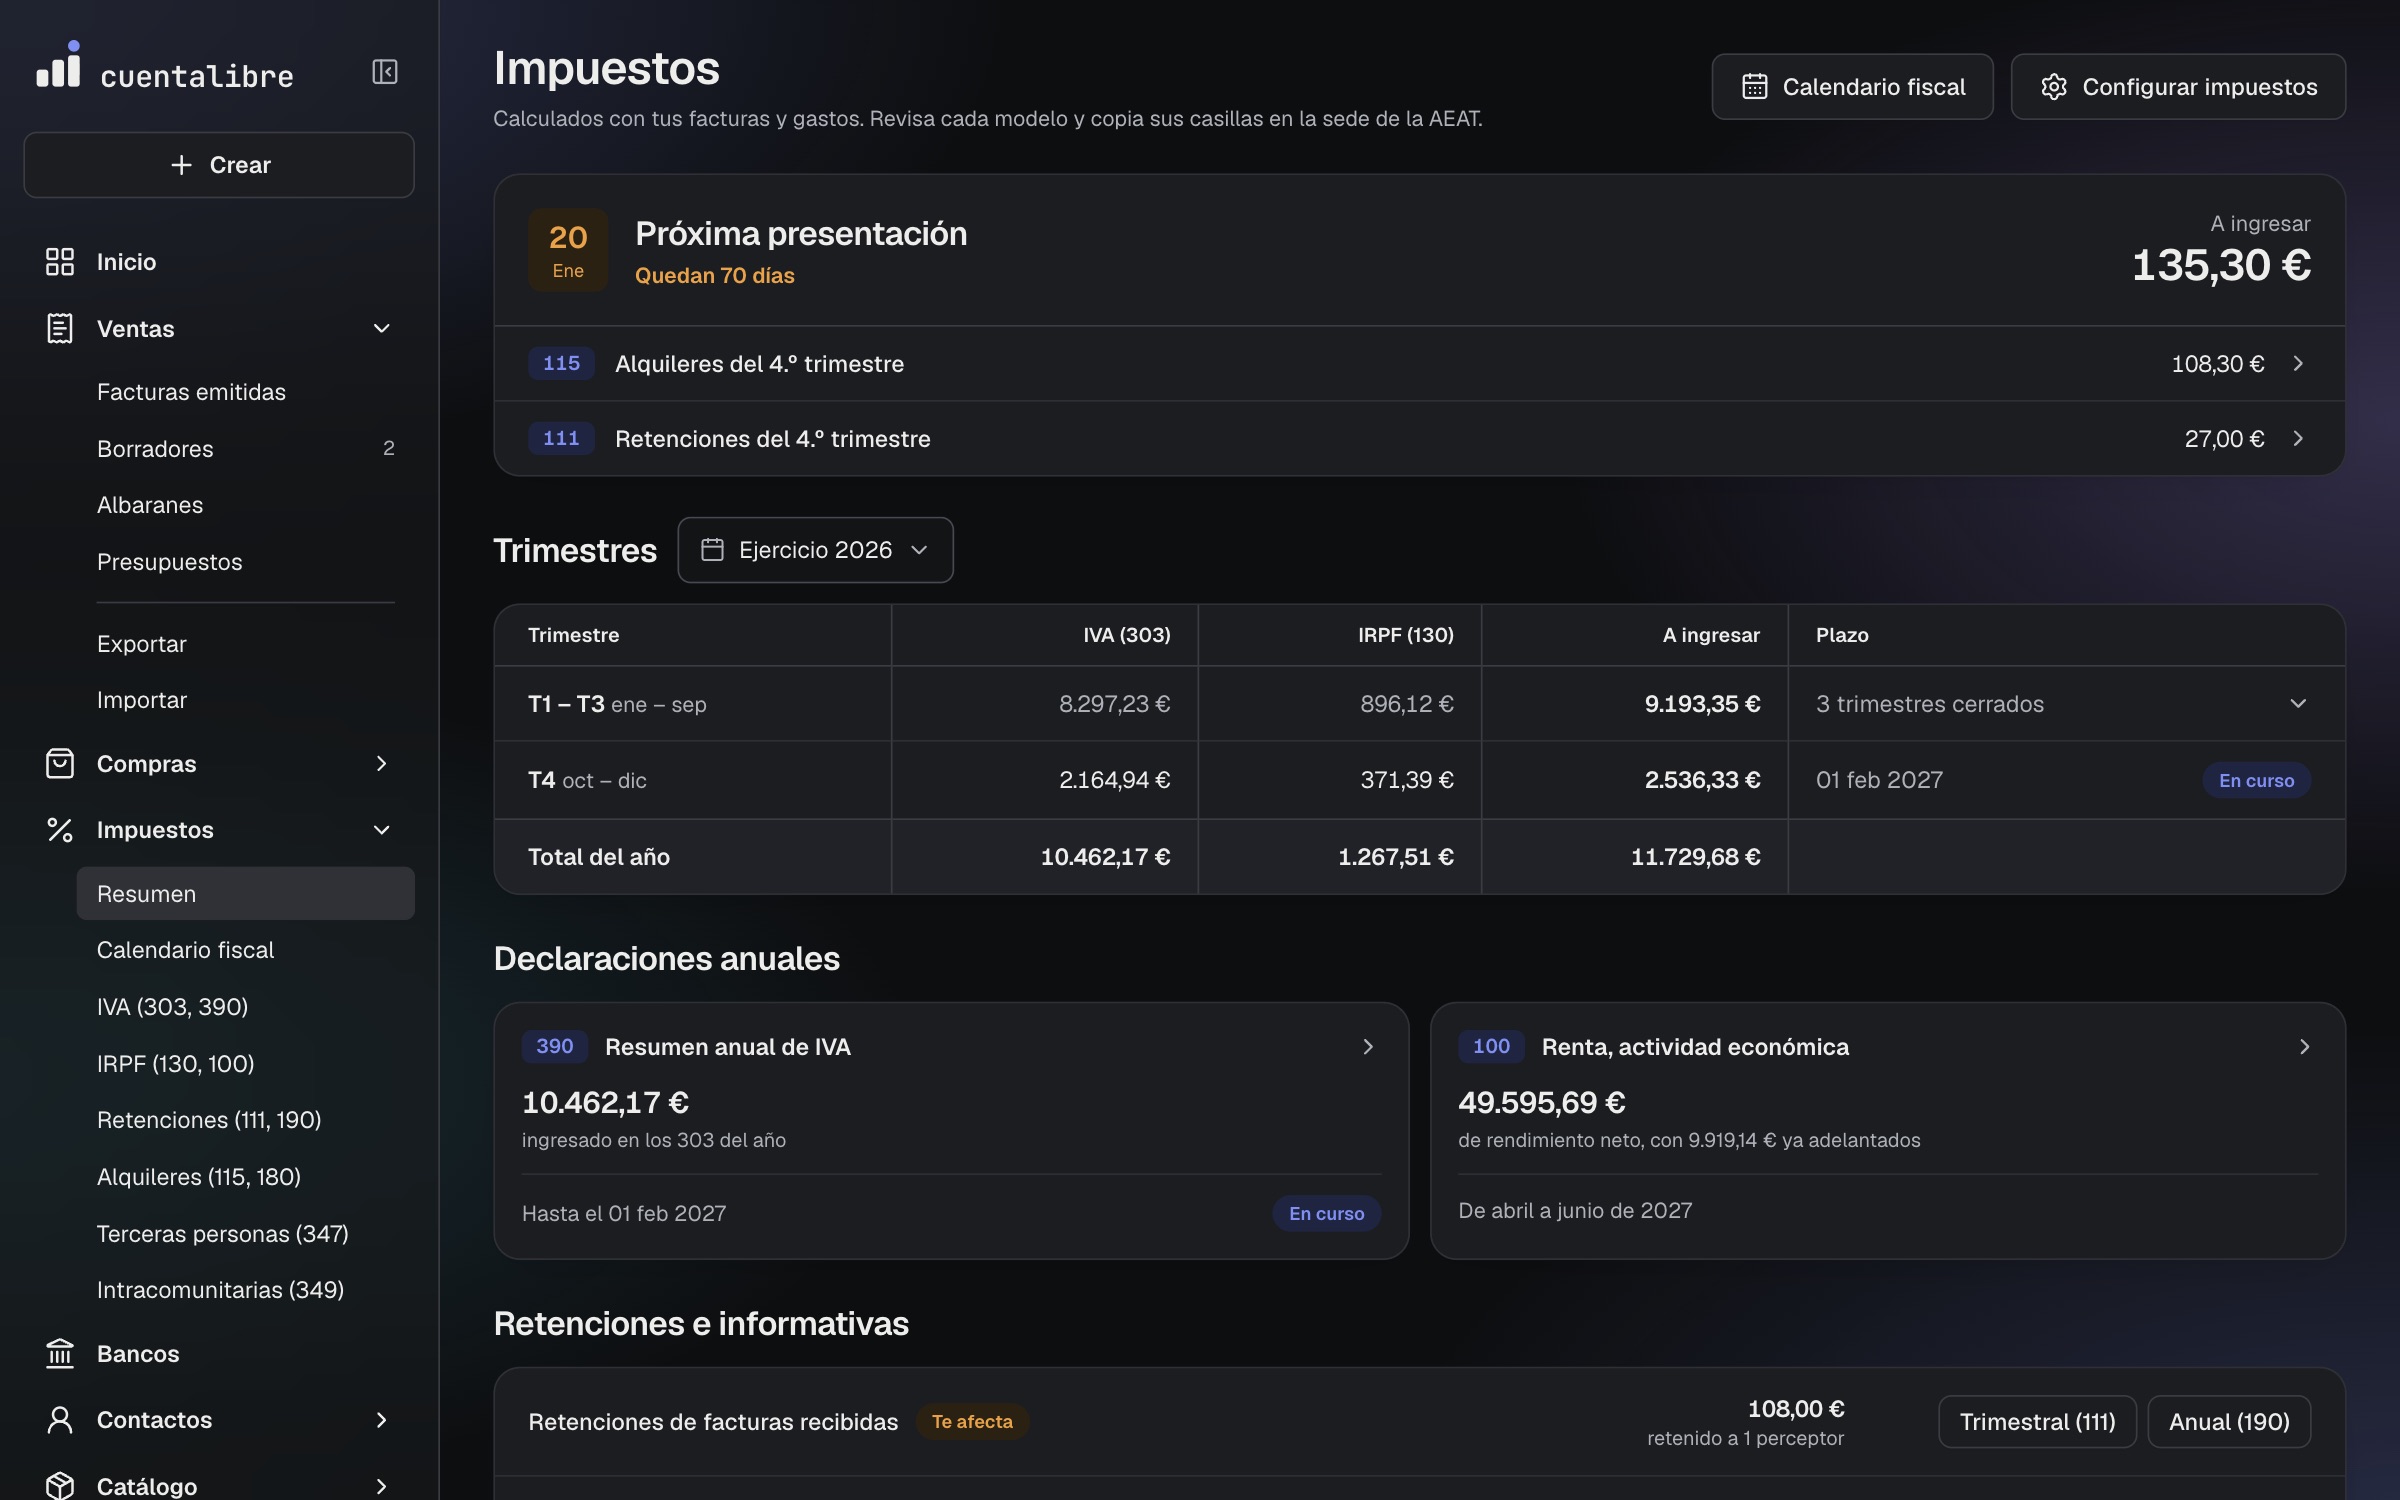 cuentalibre
Crear
Inicio
Ventas
Facturas emitidas
Borradores 2
Albaranes
Presupuestos
Exportar
Importar
Compras
Impuestos
Resumen
Calendario fiscal
IVA (303, 390)
IRPF (130, 100)
Retenciones (111, 190)
Alquileres (115, 180)
Terceras personas (347)
Intracomunitarias (349)
Bancos
Contactos
Catálogo
Impuestos
Calculados con tus facturas y gastos. Revisa cada modelo y copia sus casillas en la sede de la AEAT.
Calendario fiscal
Configurar impuestos
20
Ene
Próxima presentación
Quedan 70 días
A ingresar
135,30 €
115 Alquileres del 4.º trimestre 108,30 €
111 Retenciones del 4.º trimestre 27,00 €
Trimestres
Ejercicio 2026
Trimestre IVA (303) IRPF (130) A ingresar Plazo
T1 – T3 ene – sep 8.297,23 € 896,12 € 9.193,35 € 3 trimestres cerrados
T4 oct – dic 2.164,94 € 371,39 € 2.536,33 € 01 feb 2027 En curso
Total del año 10.462,17 € 1.267,51 € 11.729,68 €
Declaraciones anuales
390 Resumen anual de IVA
10.462,17 €
ingresado en los 303 del año
Hasta el 01 feb 2027 En curso
100 Renta, actividad económica
49.595,69 €
de rendimiento neto, con 9.919,14 € ya adelantados
De abril a junio de 2027
Retenciones e informativas
Retenciones de facturas recibidas Te afecta
108,00 €
retenido a 1 perceptor
Trimestral (111)
Anual (190)